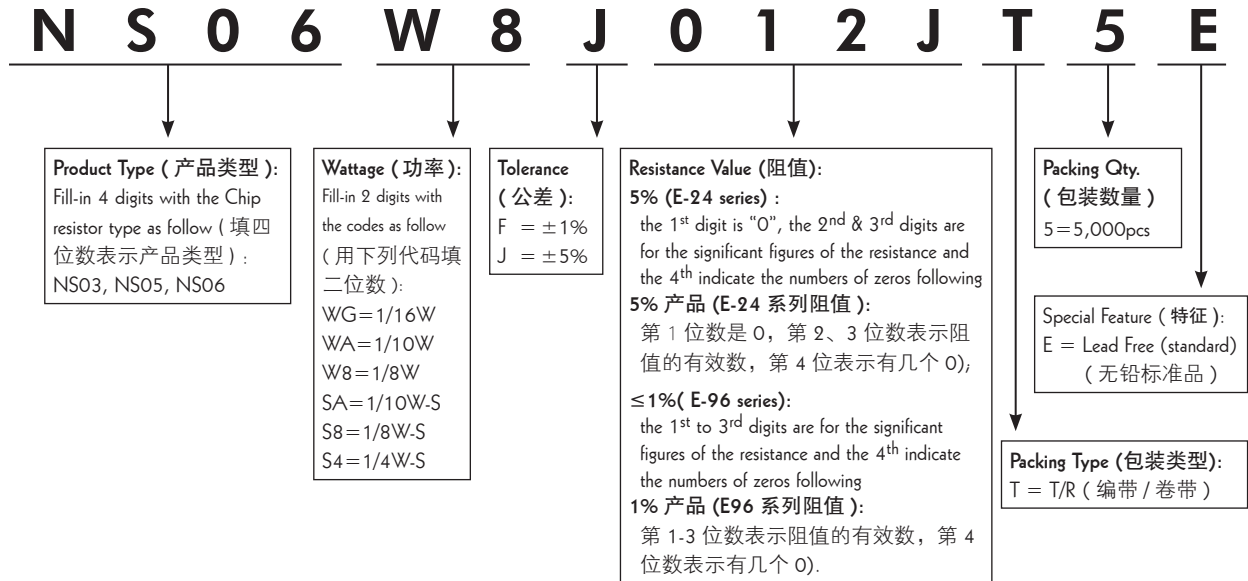 NS06 W8 J 012J T 5 E
Product Type ( 产品类型 ):
Fill-in 4 digits with the Chip
resistor type as follow ( 填四
位数表示产品类型 ) :
NS03, NS05, NS06
Wattage ( 功率 ):
Fill-in 2 digits with
the codes as follow
( 用下列代码填
二位数 ):
WG=1/16W
WA=1/10W
W8=1/8W
SA=1/10W-S
S8=1/8W-S
S4=1/4W-S
Tolerance
( 公差 ):
F =±1%
J =±5%
Resistance Value (阻值):
5% (E-24 series) :
the 1st digit is “0”, the 2nd & 3rd digits are
for the significant figures of the resistance and
the 4th indicate the numbers of zeros following
5% 产品 (E-24 系列阻值 ):
第 1 位数是 0，第 2、3 位数表示阻
值的有效数，第 4 位表示有几个 0);
≤1%( E-96 series):
the 1st to 3rd digits are for the significant
figures of the resistance and the 4th indicate
the numbers of zeros following
1% 产品 (E96 系列阻值 ):
第 1-3 位数表示阻值的有效数，第 4
位数表示有几个 0).
Packing Qty.
( 包装数量 )
5=5,000pcs
Special Feature ( 特征 ):
E = Lead Free (standard)
( 无铅标准品 )
Packing Type (包装类型):
T = T/R ( 编带 / 卷带 )